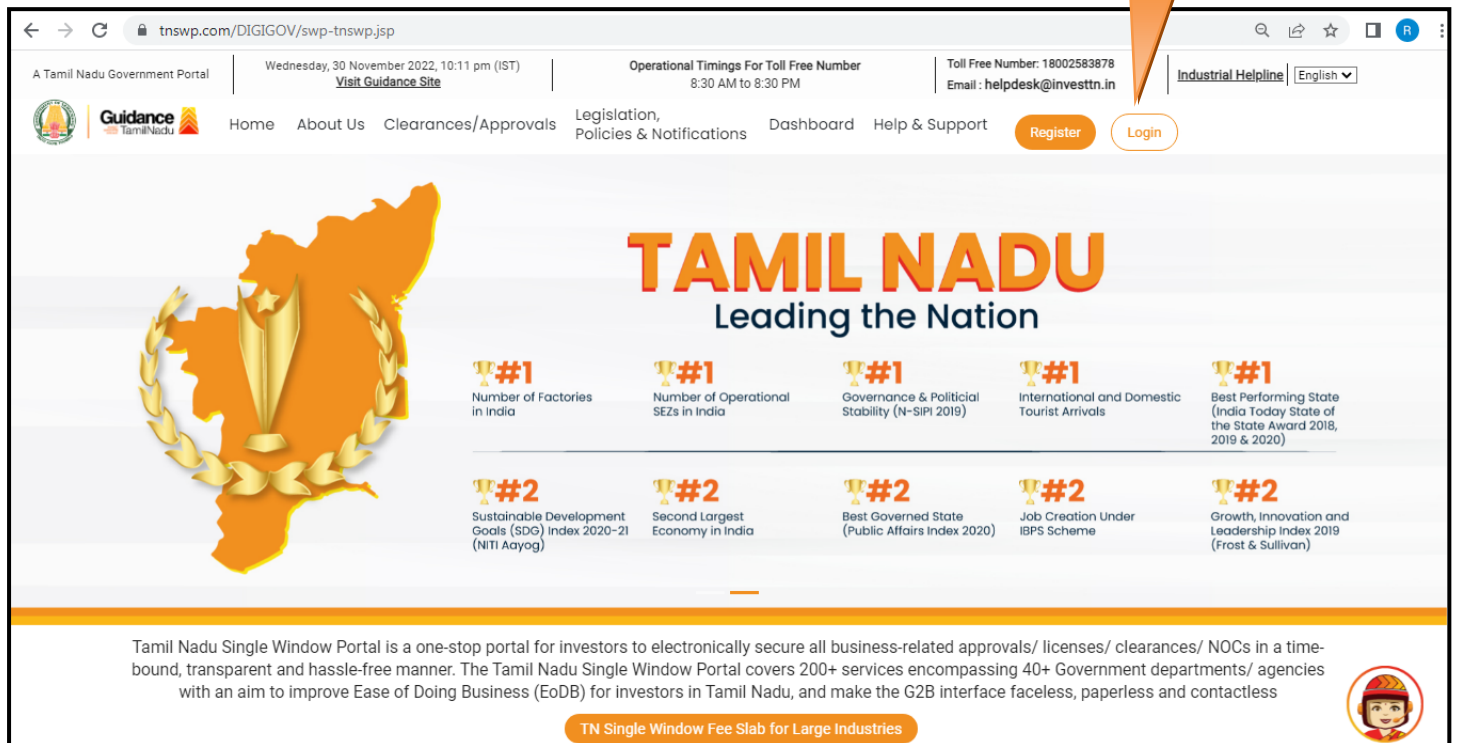 tnswp.com/DIGIGOV/swp-tnswp.jsp
R
A Tamil Nadu Government Portal
Wednesday, 30 November 2022, 10:11 pm (IST)
Visit Guidance Site
Operational Timings For Toll Free Number
8:30 AM to 8:30 PM
Toll Free Number: 18002583878
Email : helpdesk@investtn.in
Industrial Helpline
English
Guidance
TamilNadu
Home About Us Clearances/Approvals
Legislation,
Policies & Notifications
Dashboard Help & Support
Register
Login
TAMIL NADU
Leading the Nation
#1
Number of Factories
in India
#1
Number of Operational
SEZs in India
#1
Governance & Politicial
Stability (N-SIPI 2019)
#1
International and Domestic
Tourist Arrivals
#1
Best Performing State
(India Today State of
the State Award 2018,
2019 & 2020)
#2
Sustainable Development
Goals (SDG) Index 2020-21
(NITI Aayog)
#2
Second Largest
Economy in India
#2
Best Governed State
(Public Affairs Index 2020)
#2
Job Creation Under
IBPS Scheme
#2
Growth, Innovation and
Leadership Index 2019
(Frost & Sullivan)
Tamil Nadu Single Window Portal is a one-stop portal for investors to electronically secure all business-related approvals/ licenses/ clearances/ NOCs in a time-
bound, transparent and hassle-free manner. The Tamil Nadu Single Window Portal covers 200+ services encompassing 40+ Government departments/ agencies
with an aim to improve Ease of Doing Business (EoDB) for investors in Tamil Nadu, and make the G2B interface faceless, paperless and contactless
TN Single Window Fee Slab for Large Industries